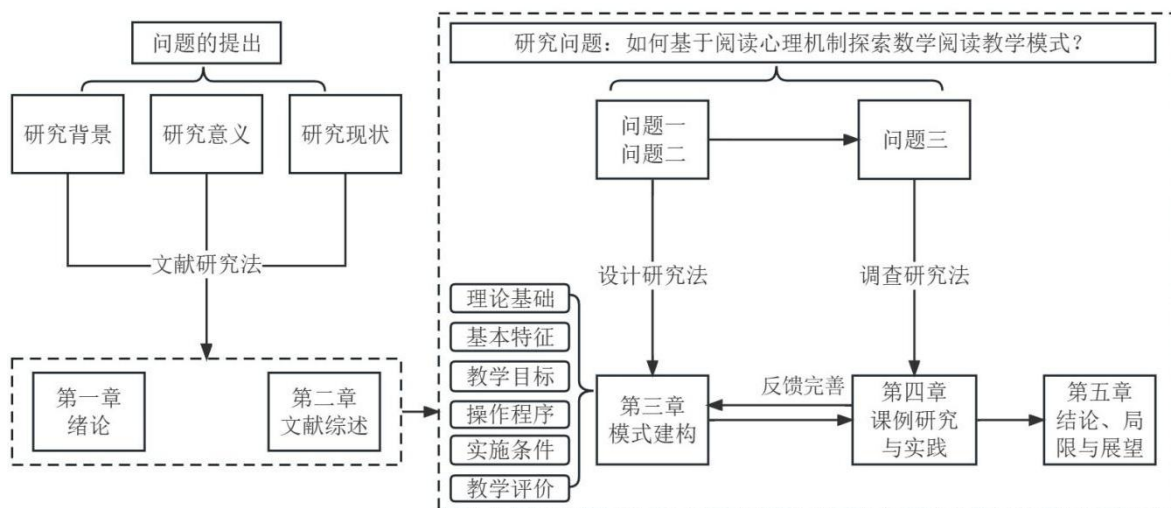 问题的提出
研究背景
研究意义
研究现状
文献研究法
第一章
绪论
第二章
文献综述
研究问题：如何基于阅读心理机制探索数学阅读教学模式？
问题一
问题二
问题三
设计研究法
调查研究法
理论基础
基本特征
教学目标
操作程序
实施条件
教学评价
第三章
模式建构
反馈完善
第四章
课例研究
与实践
第五章
结论、局
限与展望